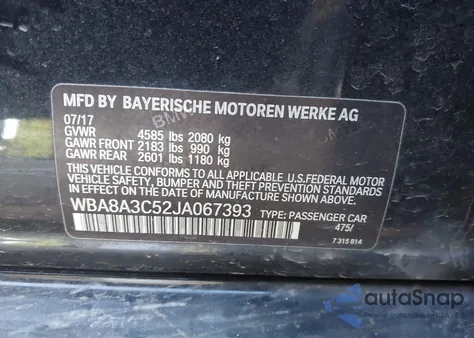 MFD BY BAYERISCHE MOTOREN WERKE AG
07/17
GVWR 4585 lbs 2080 kg
GAWR FRONT 2183 lbs 990 kg
GAWR REAR 2601 lbs 1180 kg
THIS VEHICLE CONFORMS TO ALL APPLICABLE U.S.FEDERAL MOTOR
VEHICLE SAFETY, BUMPER, AND THEFT PREVENTION STANDARDS
IN EFFECT ON THE DATE OF MANUFACTURE SHOWN ABOVE.
WBA8A3C52JA067393 TYPE: PASSENGER CAR
475/
7 315 814
autoSnap